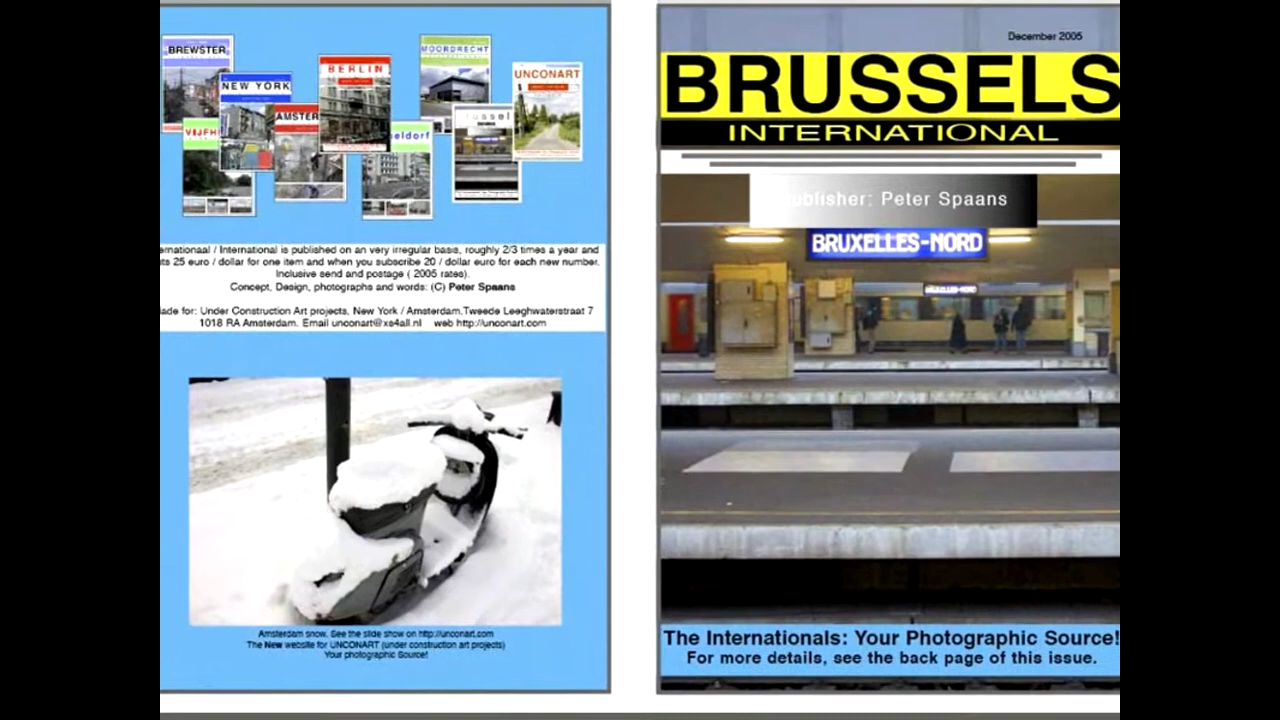 BREWSTER
NEW YORK
BERLIN
MOORDRECHT
UNCONART
AMSTER
VIJFH
eldorf
russel
ernationaal / International is published on an very irregular basis, roughly 2/3 times a year and
ts 25 euro / dollar for one item and when you subscribe 20 / dollar euro for each new number.
Inclusive send and postage ( 2005 rates).
Concept, Design, photographs and words: (C) Peter Spaans
ade for: Under Construction Art projects, New York / Amsterdam.Tweede Leeghwaterstraat 7
1018 RA Amsterdam. Email unconart@xs4all.nl web http://unconart.com
Amsterdam snow. See the slide show on http://unconart.com
The New website for UNCONART (under construction art projects)
Your photographic Source!
December 2005
BRUSSELS
INTERNATIONAL
ublisher: Peter Spaans
BRUXELLES-NORD
BRUXELLES-NORD
The Internationals: Your Photographic Source!
For more details, see the back page of this issue.